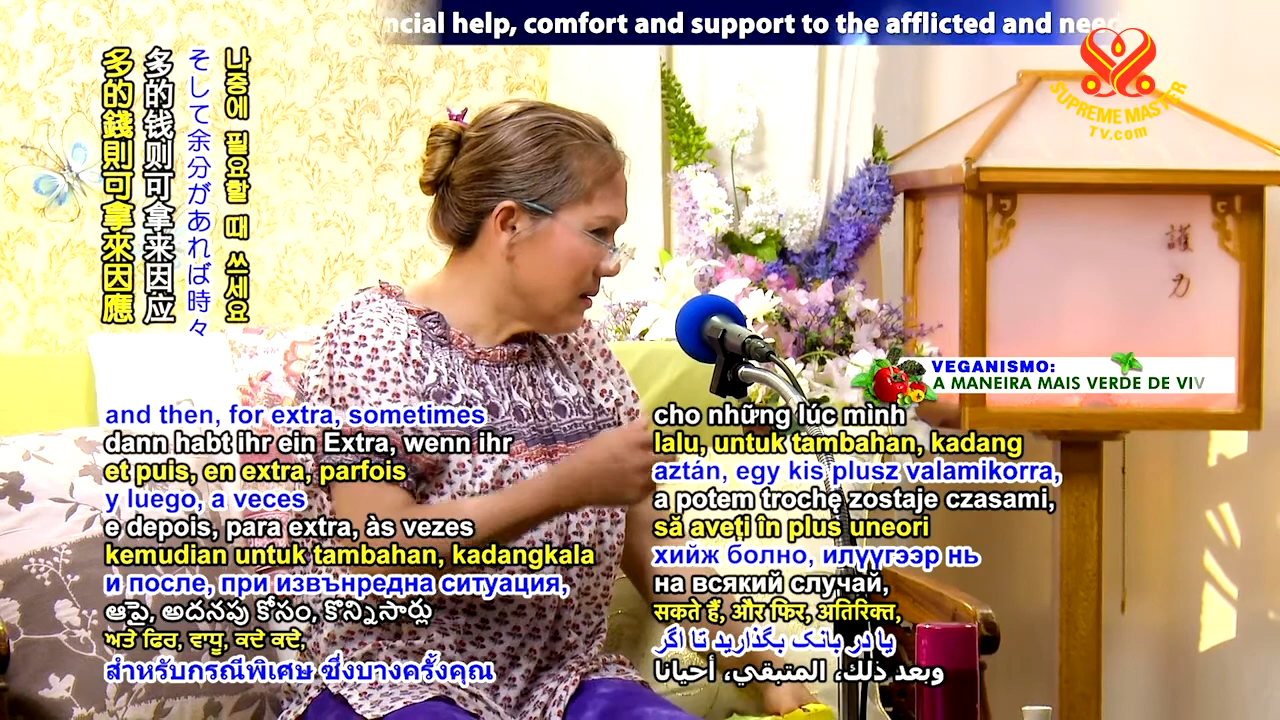 ncial help, comfort and support to the afflicted and need
SUPREME MASTER
TV.com
多的錢則可拿來因應
多的钱则可拿来因应
そして余分があれば時々
나중에 필요할 때 쓰세요
護力
VEGANISMO:
A MANEIRA MAIS VERDE DE VIV
and then, for extra, sometimes
dann habt ihr ein Extra, wenn ihr
et puis, en extra, parfois
y luego, a veces
e depois, para extra, às vezes
kemudian untuk tambahan, kadangkala
и после, при извънредна ситуация,
ఆపై, అదనపు కోసం, కొన్నిసార్లు
ਅਤੇ ਫਿਰ, ਵਾਧੂ, ਕਦੇ ਕਦੇ,
สำหรับกรณีพิเศษ ซึ่งบางครั้งคุณ
cho những lúc mình
lalu, untuk tambahan, kadang
aztán, egy kis plusz valamikorra,
a potem trochę zostaje czasami,
să aveți în plus uneori
хийж болно, илүүгээр нь
на всякий случай,
सकते हैं, और फिर, अतिरिक्त,
یا در بانک بگذارید تا اگر
وبعد ذلك، المتبقي، أحيانا